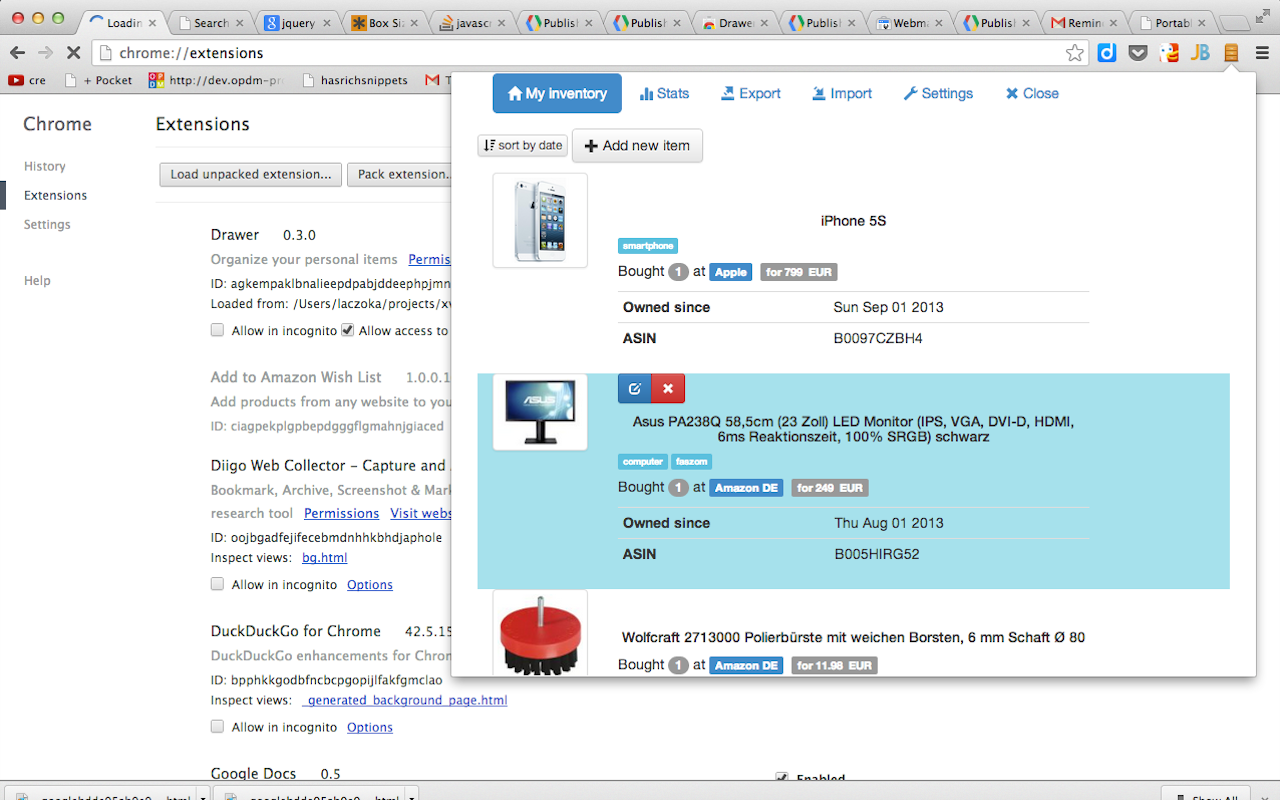 Loadin
Search
jquery
Box Si
javasc
Publis
Publis
Drawe
Publis
Webm
Publis
Remin
Portab
chrome://extensions
cre
+ Pocket
http://dev.opdm-pr
hasrichsnippets
Chrome
History
Extensions
Settings
Help
Extensions
Load unpacked extension...
Pack extension..
Drawer 0.3.0
Organize your personal items Permis
ID: agkempaklbnalieepdpabjddeephpjmn
Loaded from: /Users/laczoka/projects/x
Allow in incognito Allow access to
Add to Amazon Wish List 1.0.0.1
Add products from any website to you
ID: ciagpekplgpbepdgggflgmahnjgiaced
Diigo Web Collector – Capture and
Bookmark, Archive, Screenshot & Mark
research tool Permissions Visit webs
ID: oojbgadfejifecebmdnhhkbhdjaphole
Inspect views: bg.html
Allow in incognito Options
DuckDuckGo for Chrome 42.5.15
DuckDuckGo enhancements for Chrom
ID: bpphkkgodbfncbcpgopijlfakfgmclao
Inspect views: _generated_background_page.html
Allow in incognito Options
Google Docs 0.5
Enabled
My inventory
Stats
Export
Import
Settings
Close
sort by date
Add new item
iPhone 5S
smartphone
Bought 1 at Apple for 799 EUR
Owned since Sun Sep 01 2013
ASIN B0097CZBH4
ASUS
Asus PA238Q 58,5cm (23 Zoll) LED Monitor (IPS, VGA, DVI-D, HDMI,
6ms Reaktionszeit, 100% SRGB) schwarz
computer faszom
Bought 1 at Amazon DE for 249 EUR
Owned since Thu Aug 01 2013
ASIN B005HIRG52
Wolfcraft 2713000 Polierbürste mit weichen Borsten, 6 mm Schaft Ø 80
Bought 1 at Amazon DE for 11.98 EUR
Show All